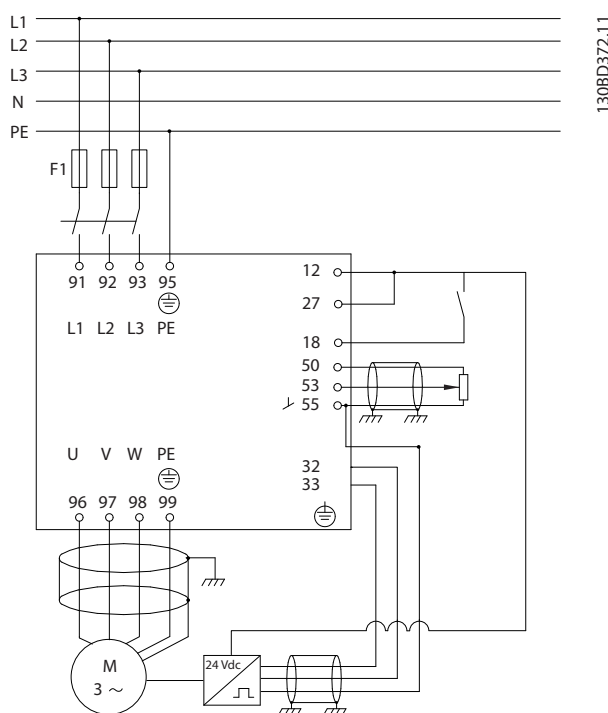 L1
L2
L3
N
PE
130BD372.11
F1
91 92 93 95
L1 L2 L3 PE
12
27
18
50
53
55
U V W PE
32
33
96 97 98 99
M
3 ~
24 Vdc